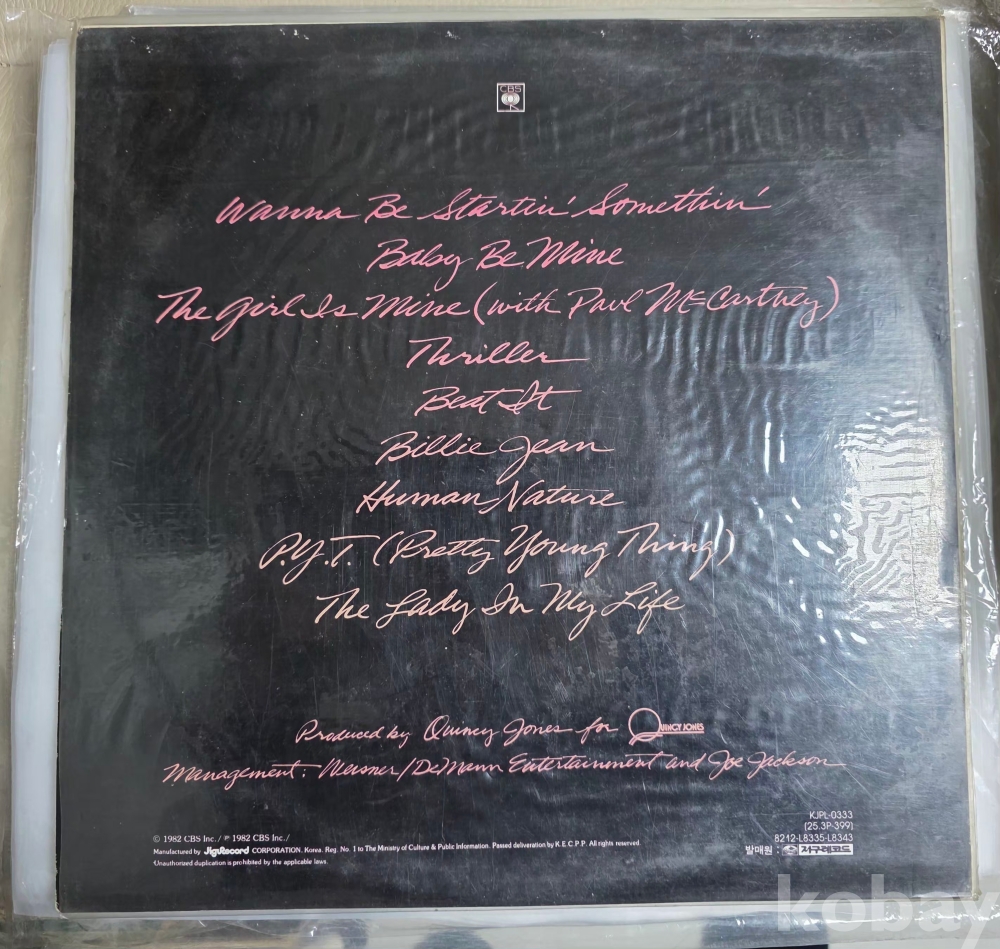 CBS
Wanna Be Startin' Somethin'
Baby Be Mine
The Girl Is Mine (with Paul McCartney)
Thriller
Beat It
Billie Jean
Human Nature
P.Y.T. (Pretty Young Thing)
The Lady In My Life
Produced by Quincy Jones for QUINCY JONES
Management: Weisner/DeMann Entertainment and Joe Jackson
KJPL-0333
(25.3P-399)
8212-L8335-L8343
발매원 : 지구레코드
© 1982 CBS Inc./ ℗ 1982 CBS Inc./
Manufactured by JiguRecord CORPORATION, Korea. Reg. No. 1 to The Ministry of Culture & Public Information. Passed deliberation by K.E.C.P.P. All rights reserved.
Unauthorized duplication is prohibited by the applicable laws.
kobay